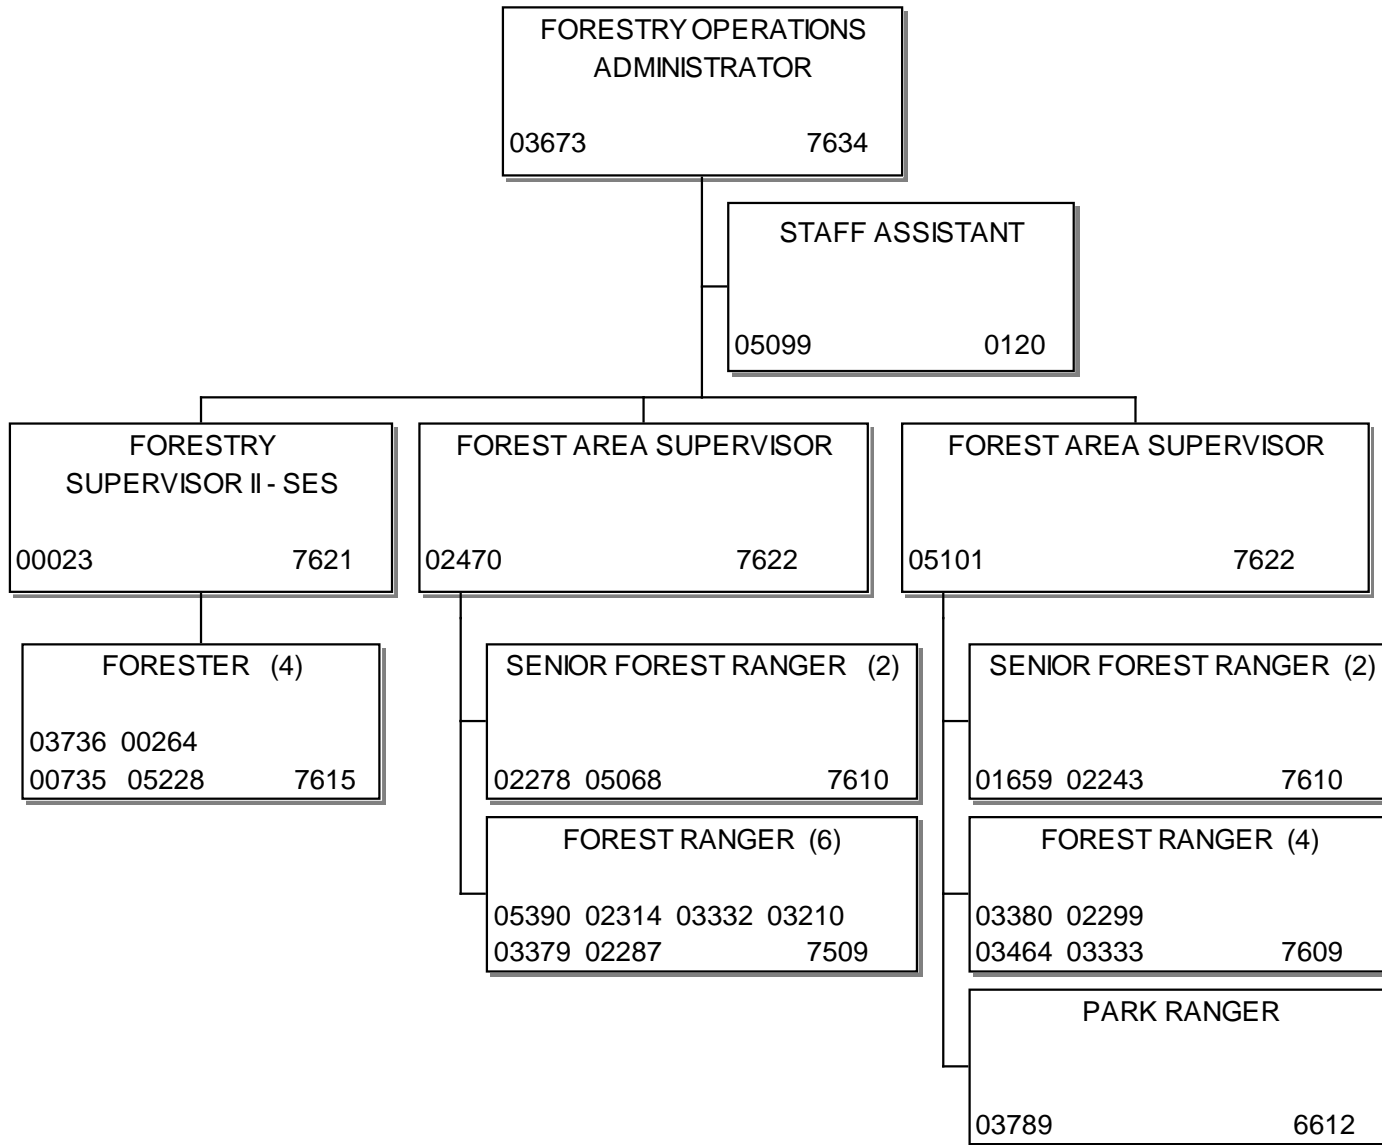 FORESTRY OPERATIONS
ADMINISTRATOR
03673 7634
STAFF ASSISTANT
05099 0120
FORESTRY
SUPERVISOR II - SES
00023 7621
FOREST AREA SUPERVISOR
02470 7622
FOREST AREA SUPERVISOR
05101 7622
FORESTER (4)
03736 00264
00735 05228 7615
SENIOR FOREST RANGER (2)
02278 05068 7610
FOREST RANGER (6)
05390 02314 03332 03210
03379 02287 7509
SENIOR FOREST RANGER (2)
01659 02243 7610
FOREST RANGER (4)
03380 02299
03464 03333 7609
PARK RANGER
03789 6612